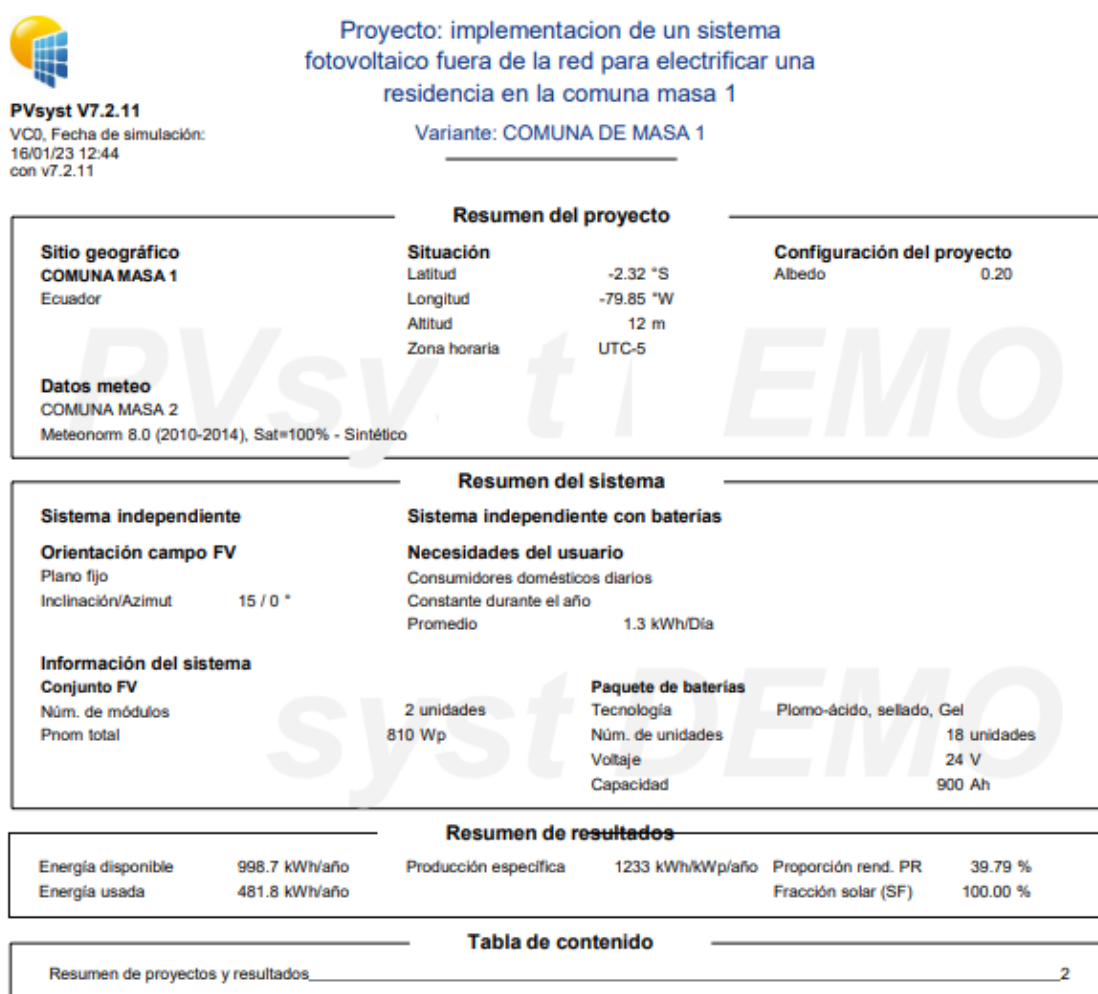 Proyecto: implementacion de un sistema
fotovoltaico fuera de la red para electrificar una
residencia en la comuna masa 1
Variante: COMUNA DE MASA 1
PVsyst V7.2.11
VC0, Fecha de simulación:
16/01/23 12:44
con v7.2.11
Resumen del proyecto
Sitio geográfico Situación Configuración del proyecto
COMUNA MASA 1 Latitud -2.32 °S Albedo 0.20
Ecuador Longitud -79.85 °W
Altitud 12 m
Zona horaria UTC-5
Datos meteo
COMUNA MASA 2
Meteonorm 8.0 (2010-2014), Sat=100% - Sintético
PVsy t EMO
Resumen del sistema
Sistema independiente Sistema independiente con baterías
Orientación campo FV Necesidades del usuario
Plano fijo Consumidores domésticos diarios
Inclinación/Azimut 15 / 0 ° Constante durante el año
Promedio 1.3 kWh/Día
Información del sistema
Conjunto FV Paquete de baterías
Núm. de módulos 2 unidades Tecnología Plomo-ácido, sellado, Gel
Pnom total 810 Wp Núm. de unidades 18 unidades
Voltaje 24 V
Capacidad 900 Ah
syst DEMO
Resumen de resultados
Energía disponible 998.7 kWh/año Producción específica 1233 kWh/kWp/año Proporción rend. PR 39.79 %
Energía usada 481.8 kWh/año Fracción solar (SF) 100.00 %
Tabla de contenido
Resumen de proyectos y resultados 2